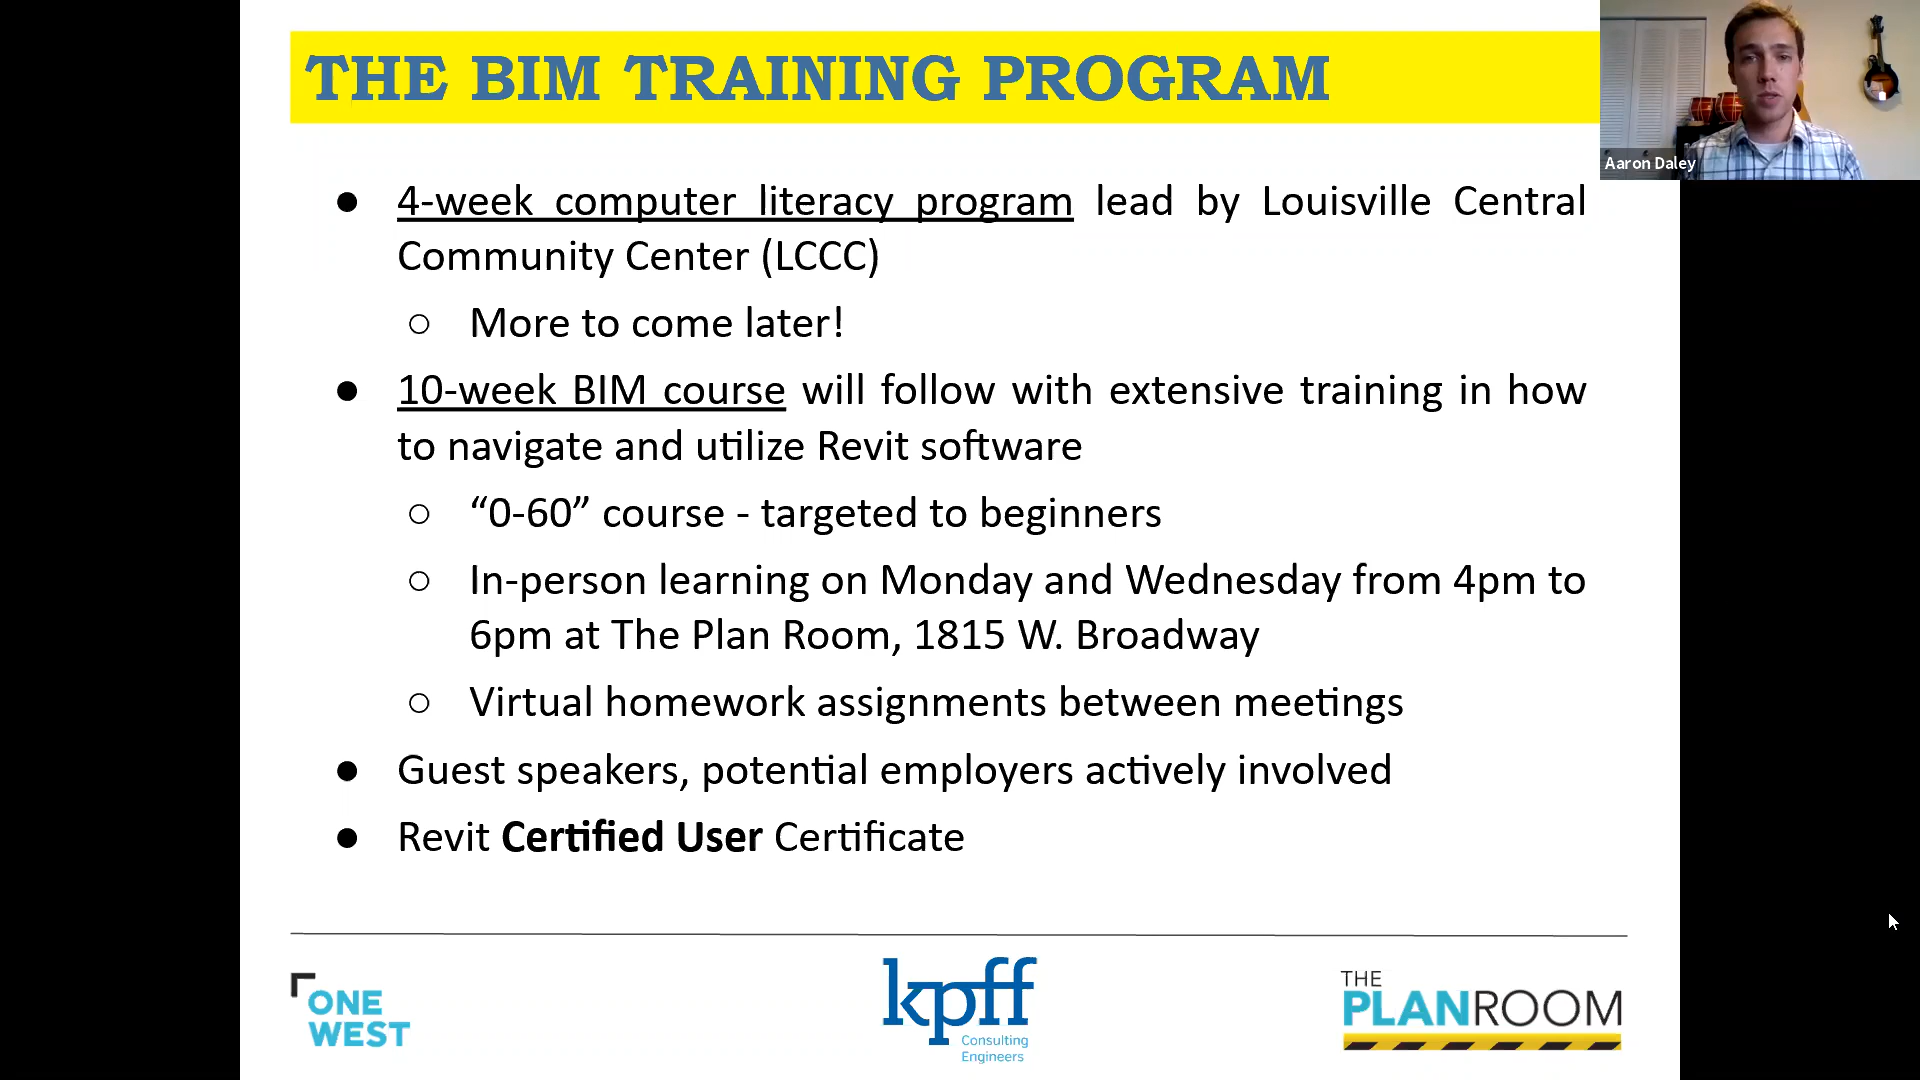 THE BIM TRAINING PROGRAM
Aaron Daley
● 4-week computer literacy program lead by Louisville Central
Community Center (LCCC)
○ More to come later!
● 10-week BIM course will follow with extensive training in how
to navigate and utilize Revit software
○ “0-60” course - targeted to beginners
○ In-person learning on Monday and Wednesday from 4pm to
6pm at The Plan Room, 1815 W. Broadway
○ Virtual homework assignments between meetings
● Guest speakers, potential employers actively involved
● Revit Certified User Certificate
ONE
WEST
kpff
Consulting
Engineers
THE
PLANROOM